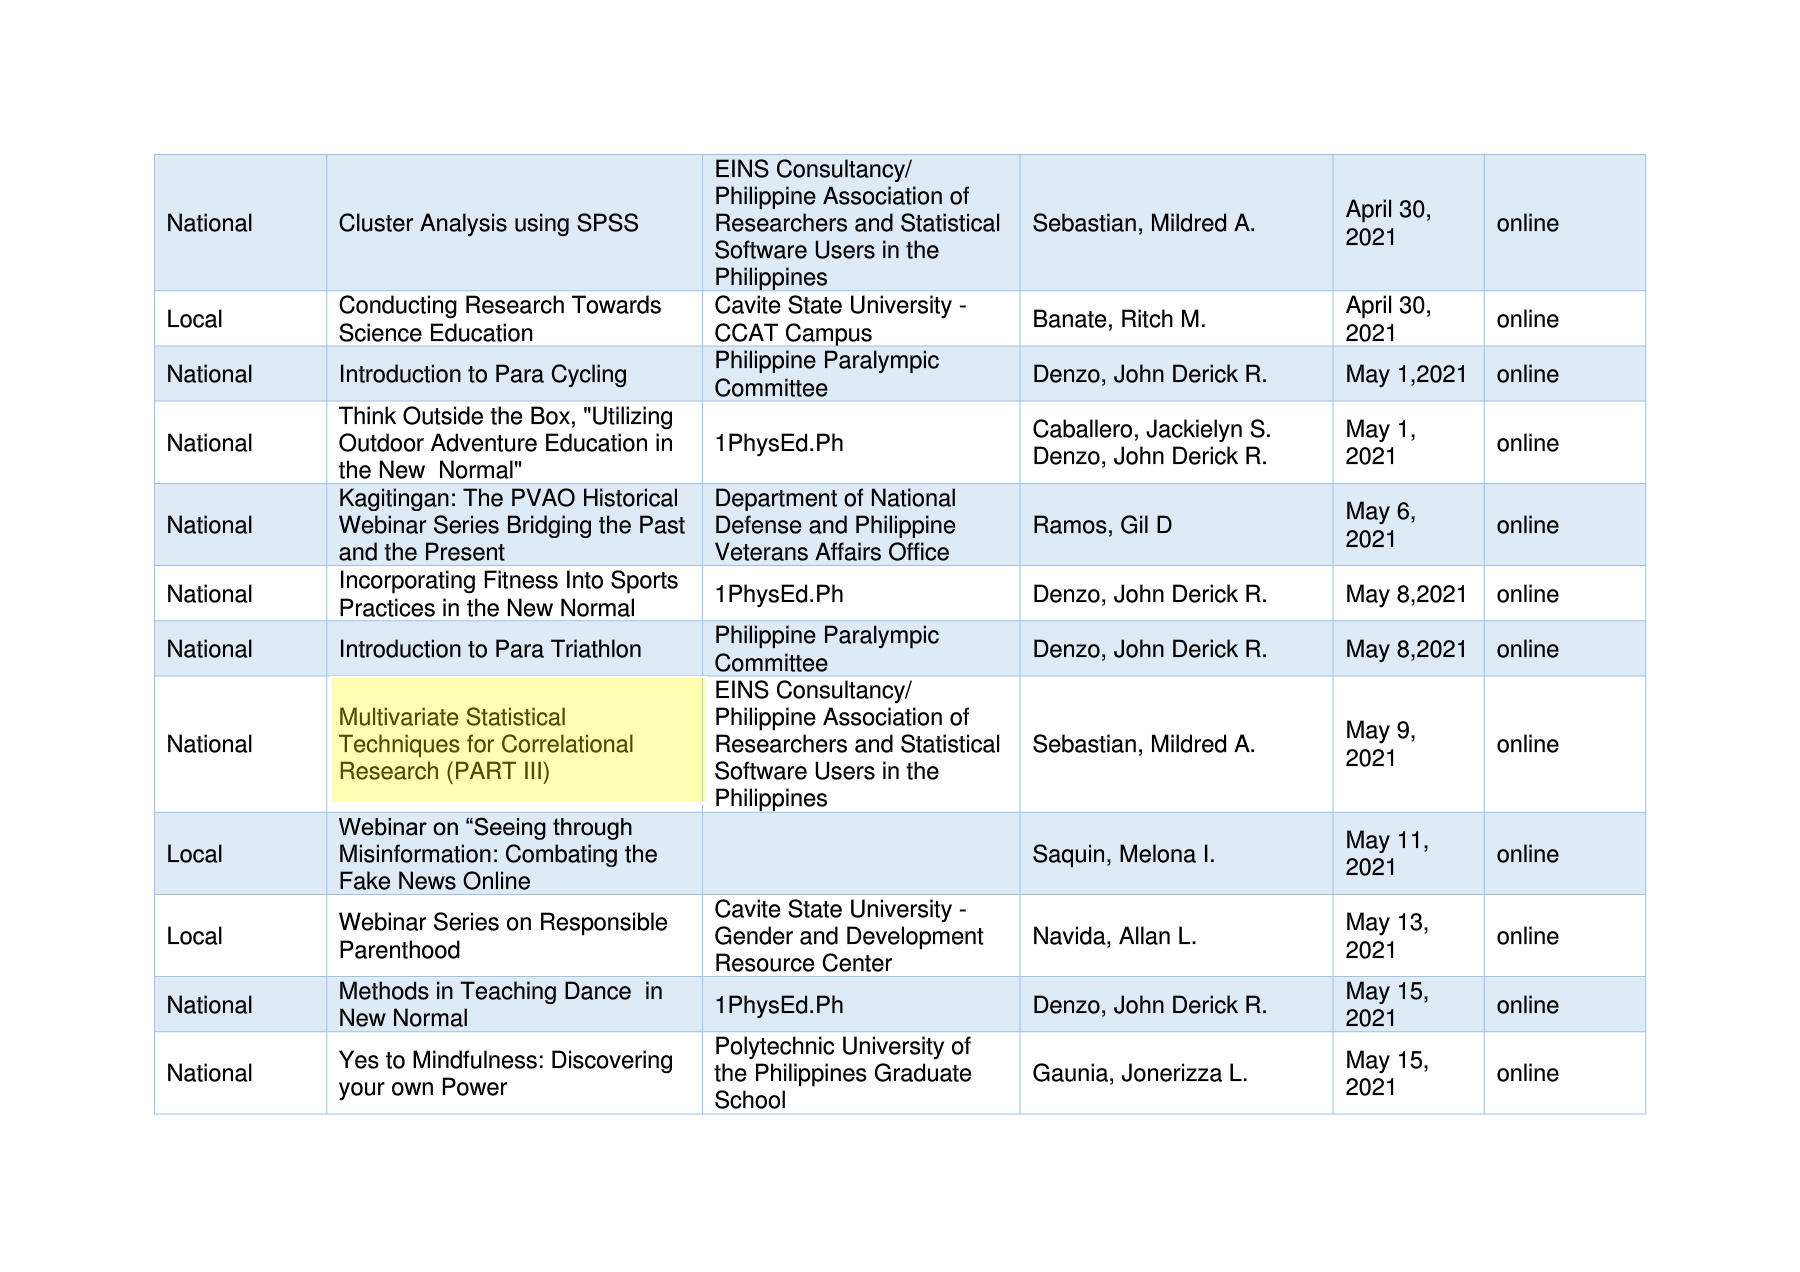 National
Cluster Analysis using SPSS
EINS Consultancy/
Philippine Association of
Researchers and Statistical
Software Users in the
Philippines
Sebastian, Mildred A.
April 30,
2021
online
Local
Conducting Research Towards
Science Education
Cavite State University -
CCAT Campus
Banate, Ritch M.
April 30,
2021
online
National
Introduction to Para Cycling
Philippine Paralympic
Committee
Denzo, John Derick R.
May 1,2021
online
National
Think Outside the Box, "Utilizing
Outdoor Adventure Education in
the New  Normal"
1PhysEd.Ph
Caballero, Jackielyn S.
Denzo, John Derick R.
May 1,
2021
online
National
Kagitingan: The PVAO Historical
Webinar Series Bridging the Past
and the Present
Department of National
Defense and Philippine
Veterans Affairs Office
Ramos, Gil D
May 6,
2021
online
National
Incorporating Fitness Into Sports
Practices in the New Normal
1PhysEd.Ph
Denzo, John Derick R.
May 8,2021
online
National
Introduction to Para Triathlon
Philippine Paralympic
Committee
Denzo, John Derick R.
May 8,2021
online
National
Multivariate Statistical
Techniques for Correlational
Research (PART III)
EINS Consultancy/
Philippine Association of
Researchers and Statistical
Software Users in the
Philippines
Sebastian, Mildred A.
May 9,
2021
online
Local
Webinar on “Seeing through
Misinformation: Combating the
Fake News Online
Saquin, Melona I.
May 11,
2021
online
Local
Webinar Series on Responsible
Parenthood
Cavite State University -
Gender and Development
Resource Center
Navida, Allan L.
May 13,
2021
online
National
Methods in Teaching Dance  in
New Normal
1PhysEd.Ph
Denzo, John Derick R.
May 15,
2021
online
National
Yes to Mindfulness: Discovering
your own Power
Polytechnic University of
the Philippines Graduate
School
Gaunia, Jonerizza L.
May 15,
2021
online